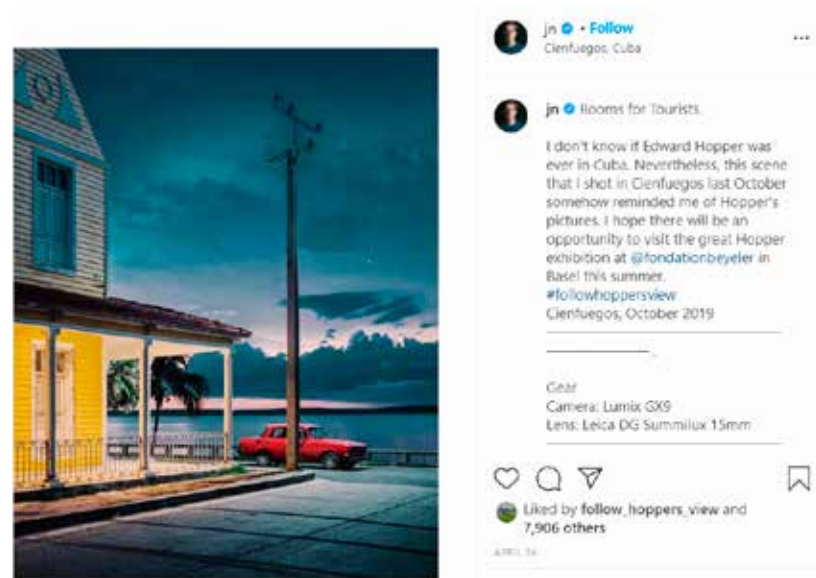 jn • Follow
Cienfuegos, Cuba
jn Rooms for Tourists.
I don't know if Edward Hopper was
ever in Cuba. Nevertheless, this scene
that I shot in Cienfuegos last October
somehow reminded me of Hopper's
pictures. I hope there will be an
opportunity to visit the great Hopper
exhibition at @fondationbeyeler in
Basel this summer.
#followhoppersview
Cienfuegos, October 2019
Gear
Camera: Lumix GX9
Lens: Leica DG Summilux 15mm
Liked by follow_hoppers_view and
7,906 others
APRIL